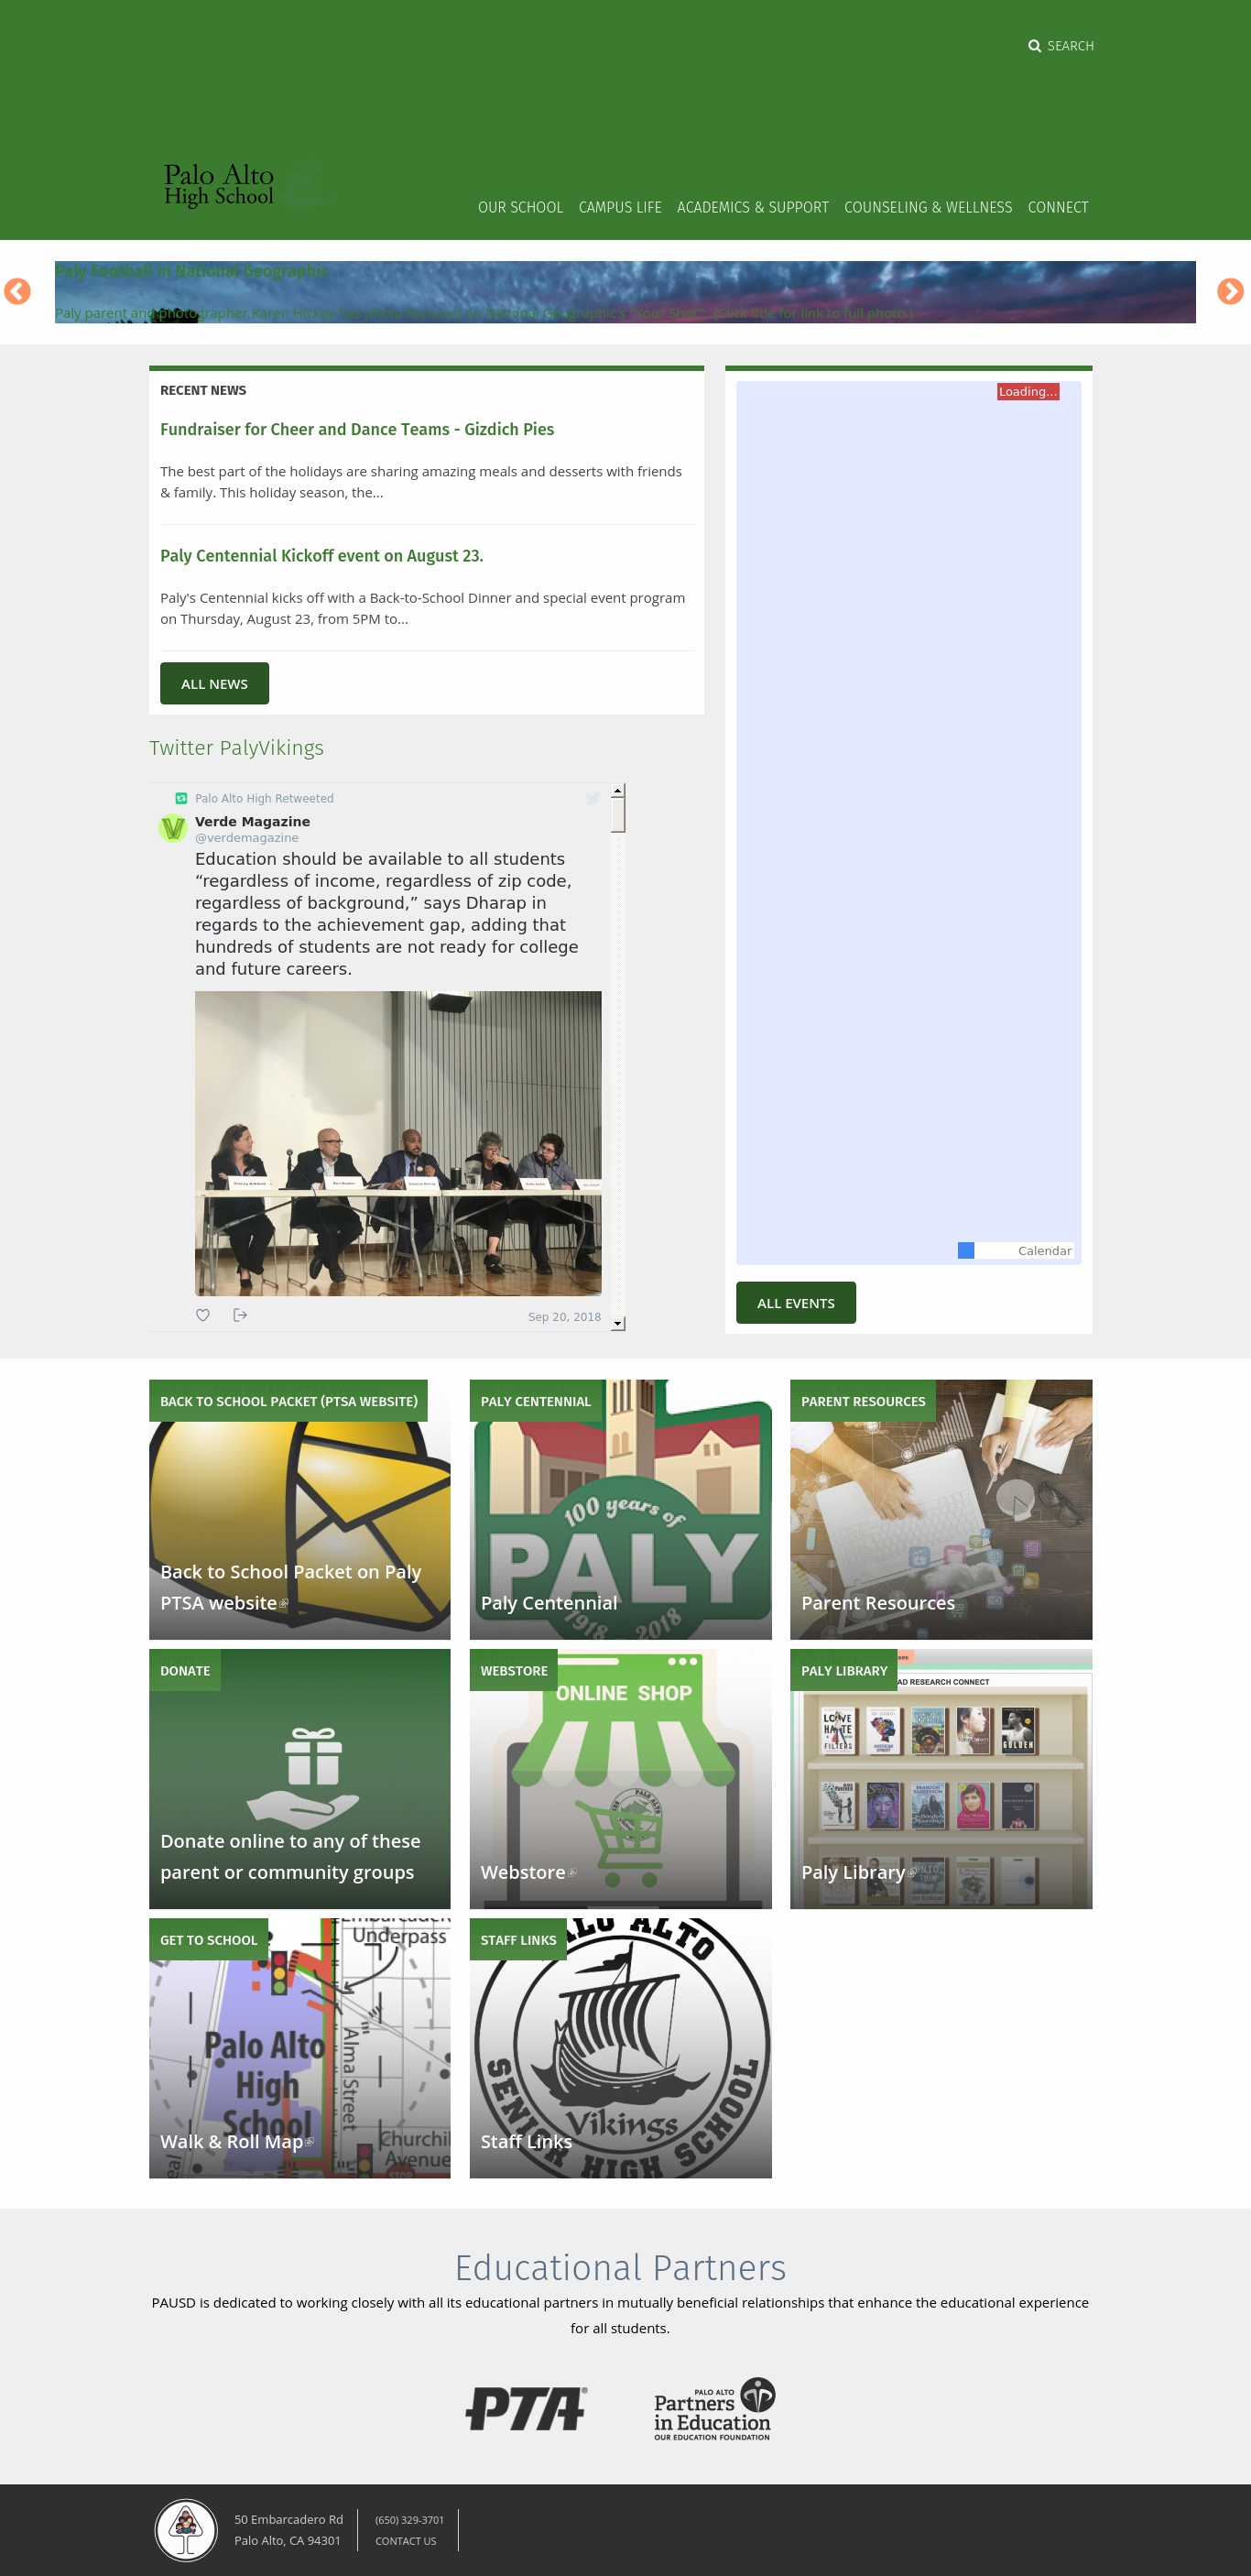 SEARCH
Palo Alto
High School
OUR SCHOOL CAMPUS LIFE ACADEMICS & SUPPORT COUNSELING & WELLNESS CONNECT
Paly Football in National Geographic
Paly parent and photographer Karen Hickey has photo featured on National Geographic's "Your Shot". (Click title for link to full photo.)
RECENT NEWS
Fundraiser for Cheer and Dance Teams - Gizdich Pies
The best part of the holidays are sharing amazing meals and desserts with friends
& family. This holiday season, the...
Paly Centennial Kickoff event on August 23.
Paly's Centennial kicks off with a Back-to-School Dinner and special event program
on Thursday, August 23, from 5PM to...
ALL NEWS
Loading...
Calendar
ALL EVENTS
Twitter PalyVikings
Palo Alto High Retweeted
Verde Magazine
@verdemagazine
Education should be available to all students
“regardless of income, regardless of zip code,
regardless of background,” says Dharap in
regards to the achievement gap, adding that
hundreds of students are not ready for college
and future careers.
Sep 20, 2018
BACK TO SCHOOL PACKET (PTSA WEBSITE)
Back to School Packet on Paly
PTSA website
PALY CENTENNIAL
100 years of
PALY
1918 – 2018
Paly Centennial
PARENT RESOURCES
Parent Resources
DONATE
Donate online to any of these
parent or community groups
WEBSTORE
ONLINE SHOP
Webstore
PALY LIBRARY
AD RESEARCH CONNECT
GOLDEN
Paly Library
GET TO SCHOOL
Embarcadero
Underpass
Palo Alto
High
School
Alma Street
Churchill
Avenue
STOP
Walk & Roll Map
STAFF LINKS
PALO ALTO
SENIOR HIGH SCHOOL
Vikings
Staff Links
Educational Partners
PAUSD is dedicated to working closely with all its educational partners in mutually beneficial relationships that enhance the educational experience
for all students.
PTA®
PALO ALTO
Partners
in Education
OUR EDUCATION FOUNDATION
50 Embarcadero Rd
Palo Alto, CA 94301
(650) 329-3701
CONTACT US